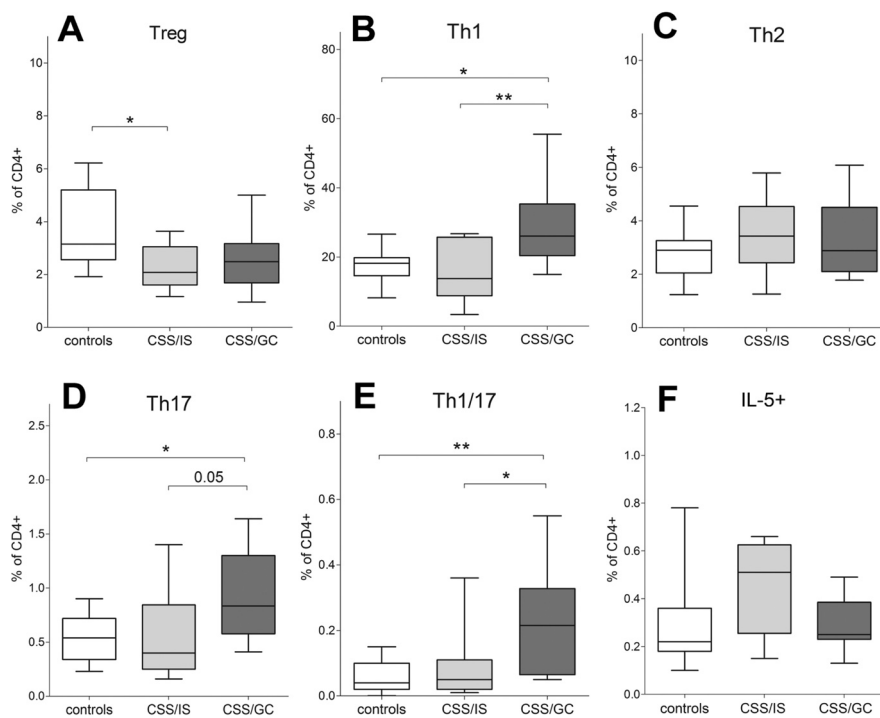 A
Treg
% of CD4+
10
8
6
4
2
0
*
controls
CSS/IS
CSS/GC
B
Th1
% of CD4+
80
60
40
20
0
*
**
controls
CSS/IS
CSS/GC
C
Th2
% of CD4+
10
8
6
4
2
0
controls
CSS/IS
CSS/GC
D
Th17
% of CD4+
2.5
2.0
1.5
1.0
0.5
0.0
*
0.05
controls
CSS/IS
CSS/GC
E
Th1/17
% of CD4+
0.8
0.6
0.4
0.2
0.0
**
*
controls
CSS/IS
CSS/GC
F
IL-5+
% of CD4+
1.2
1.0
0.8
0.6
0.4
0.2
0.0
controls
CSS/IS
CSS/GC